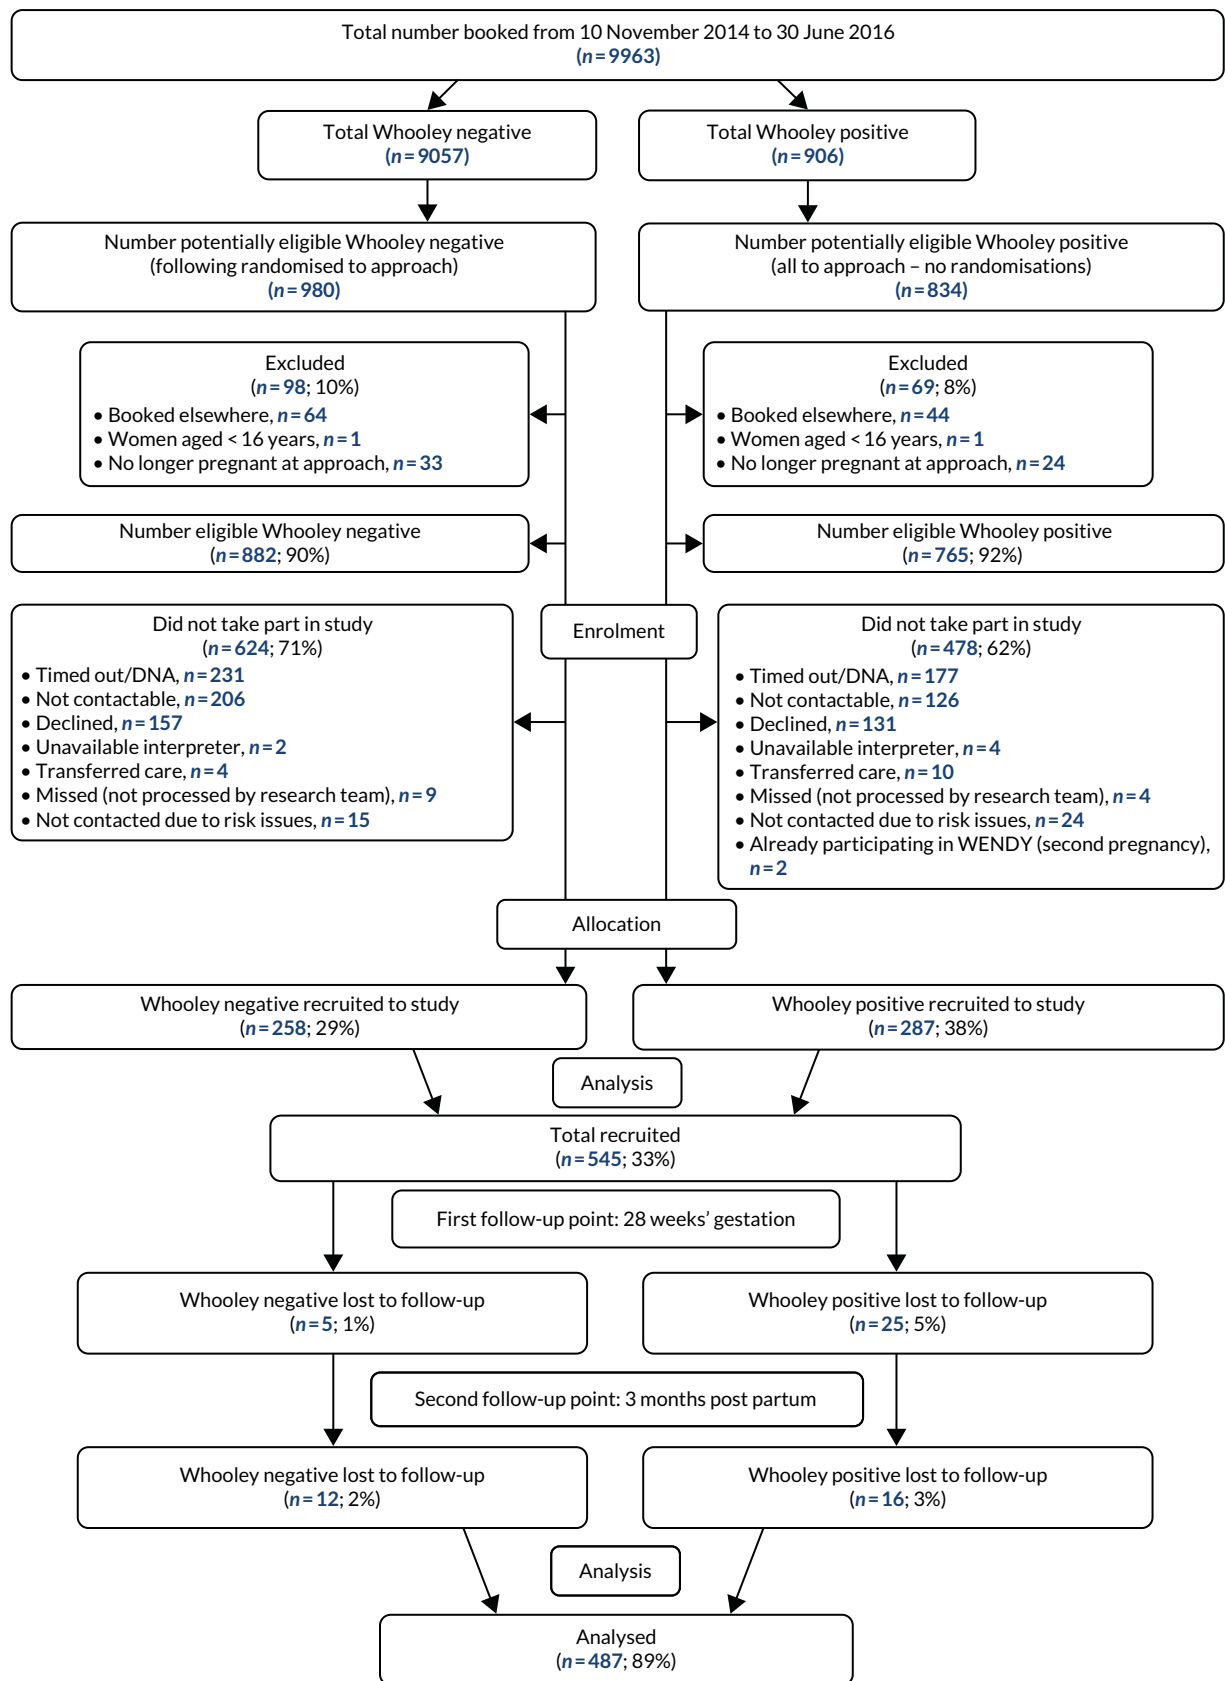 Total number booked from 10 November 2014 to 30 June 2016
(n=9963)
Total Whooley negative
(n=9057)
Total Whooley positive
(n=906)
Number potentially eligible Whooley negative
(following randomised to approach)
(n=980)
Number potentially eligible Whooley positive
(all to approach – no randomisations)
(n=834)
Excluded
(n=98; 10%)
• Booked elsewhere, n=64
• Women aged < 16 years, n=1
• No longer pregnant at approach, n=33
Excluded
(n=69; 8%)
• Booked elsewhere, n=44
• Women aged < 16 years, n=1
• No longer pregnant at approach, n=24
Number eligible Whooley negative
(n=882; 90%)
Number eligible Whooley positive
(n=765; 92%)
Did not take part in study
(n=624; 71%)
• Timed out/DNA, n=231
• Not contactable, n=206
• Declined, n=157
• Unavailable interpreter, n=2
• Transferred care, n=4
• Missed (not processed by research team), n=9
• Not contacted due to risk issues, n=15
Enrolment
Did not take part in study
(n=478; 62%)
• Timed out/DNA, n=177
• Not contactable, n=126
• Declined, n=131
• Unavailable interpreter, n=4
• Transferred care, n=10
• Missed (not processed by research team), n=4
• Not contacted due to risk issues, n=24
• Already participating in WENDY (second pregnancy),
n=2
Allocation
Whooley negative recruited to study
(n=258; 29%)
Whooley positive recruited to study
(n=287; 38%)
Analysis
Total recruited
(n=545; 33%)
First follow-up point: 28 weeks’ gestation
Whooley negative lost to follow-up
(n=5; 1%)
Whooley positive lost to follow-up
(n=25; 5%)
Second follow-up point: 3 months post partum
Whooley negative lost to follow-up
(n=12; 2%)
Whooley positive lost to follow-up
(n=16; 3%)
Analysis
Analysed
(n=487; 89%)